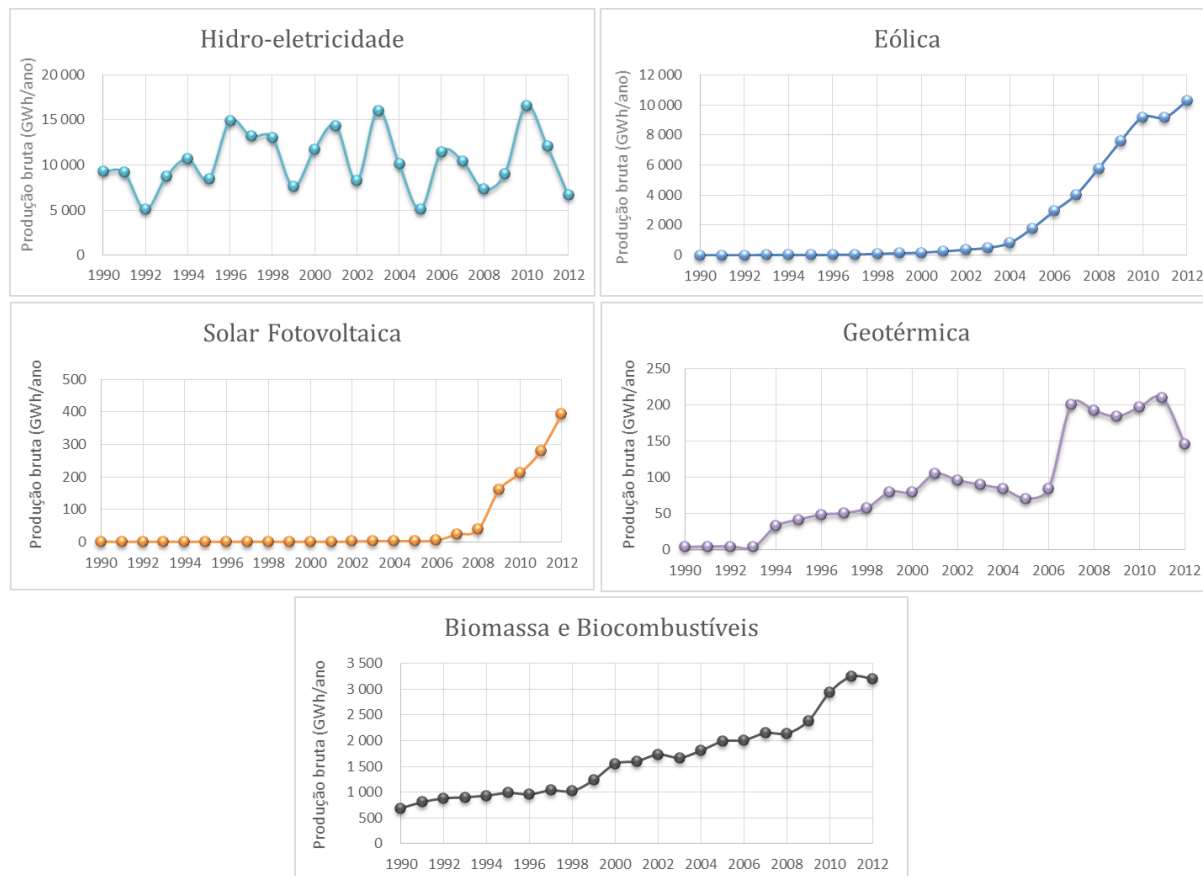 Hidro-eletricidade
Produção bruta (GWh/ano)
20 000
15 000
10 000
5 000
0
1990 1992 1994 1996 1998 2000 2002 2004 2006 2008 2010 2012
Eólica
Produção bruta (GWh/ano)
12 000
10 000
8 000
6 000
4 000
2 000
0
1990 1992 1994 1996 1998 2000 2002 2004 2006 2008 2010 2012
Solar Fotovoltaica
Produção bruta (GWh/ano
500
400
300
200
100
0
1990 1992 1994 1996 1998 2000 2002 2004 2006 2008 2010 2012
Geotérmica
Produção bruta (GWh/ano
250
200
150
100
50
0
1990 1992 1994 1996 1998 2000 2002 2004 2006 2008 2010 2012
Biomassa e Biocombustíveis
Produção bruta (GWh/ano
3 500
3 000
2 500
2 000
1 500
1 000
500
0
1990 1992 1994 1996 1998 2000 2002 2004 2006 2008 2010 2012